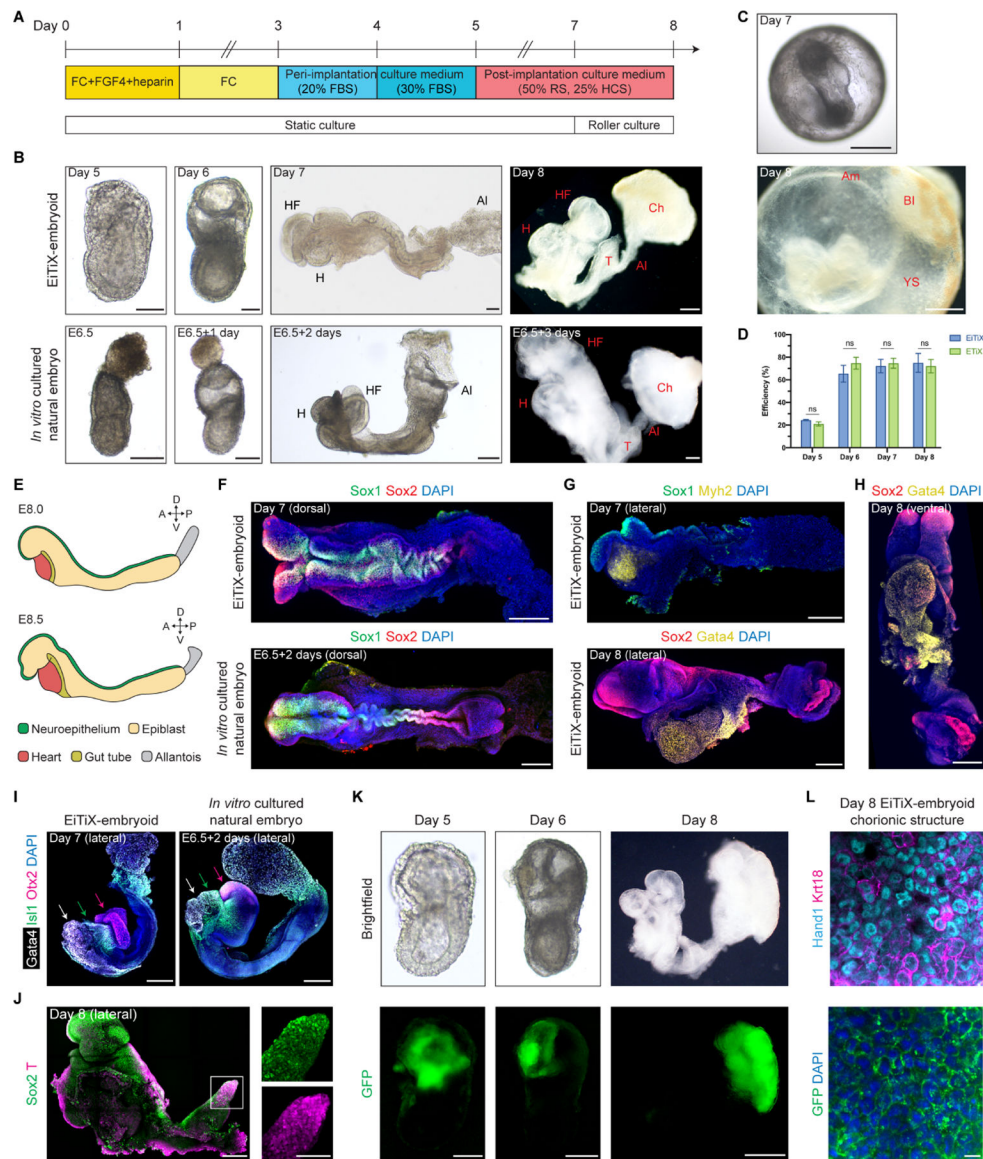 A
Day 0 1 3 4 5 7 8
FC+FGF4+heparin
FC
Peri-implantation culture medium
(20% FBS) (30% FBS)
Post-implantation culture medium
(50% RS, 25% HCS)
Static culture
Roller culture
B
EiTiX-embryoid
Day 5
Day 6
Day 7
HF
H
Al
Day 8
HF
H
Ch
T
Al
In vitro cultured
natural embryo
E6.5
E6.5+1 day
E6.5+2 days
H
HF
Al
E6.5+3 days
HF
H
Ch
T
Al
C
Day 7
Day 8
Am
Bl
YS
D
Efficiency (%)
100
80
60
40
20
0
ns
ns
ns
ns
Day 5 Day 6 Day 7 Day 8
EiTiX
ETiX
E
E8.0
D
A P
V
E8.5
D
A P
V
Neuroepithelium
Epiblast
Heart
Gut tube
Allantois
F
Sox1 Sox2 DAPI
EiTiX-embryoid
Day 7 (dorsal)
Sox1 Sox2 DAPI
In vitro cultured
natural embryo
E6.5+2 days (dorsal)
G
Sox1 Myh2 DAPI
Day 7 (lateral)
Sox2 Gata4 DAPI
EiTiX-embryoid
Day 8 (lateral)
H
Sox2 Gata4 DAPI
Day 8 (ventral)
I
EiTiX-embryoid
In vitro cultured
natural embryo
Gata4 Isl1 Otx2 DAPI
Day 7 (lateral)
E6.5+2 days (lateral)
J
Sox2 T
Day 8 (lateral)
K
Day 5
Day 6
Day 8
Brightfield
GFP
L
Day 8 EiTiX-embryoid
chorionic structure
Hand1 Krt18
GFP DAPI